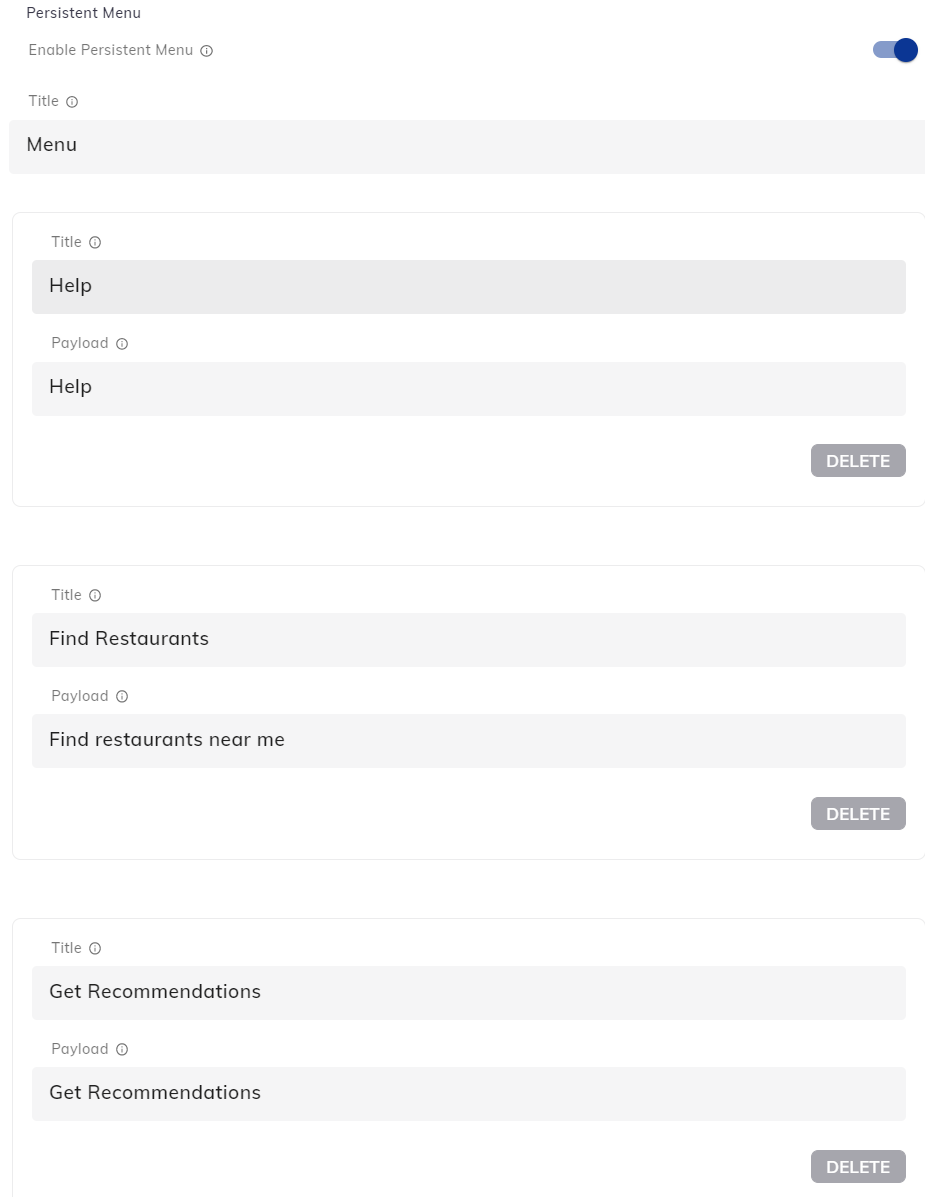 Persistent Menu
Enable Persistent Menu
Title
Menu
Title
Help
Payload
Help
DELETE
Title
Find Restaurants
Payload
Find restaurants near me
DELETE
Title
Get Recommendations
Payload
Get Recommendations
DELETE